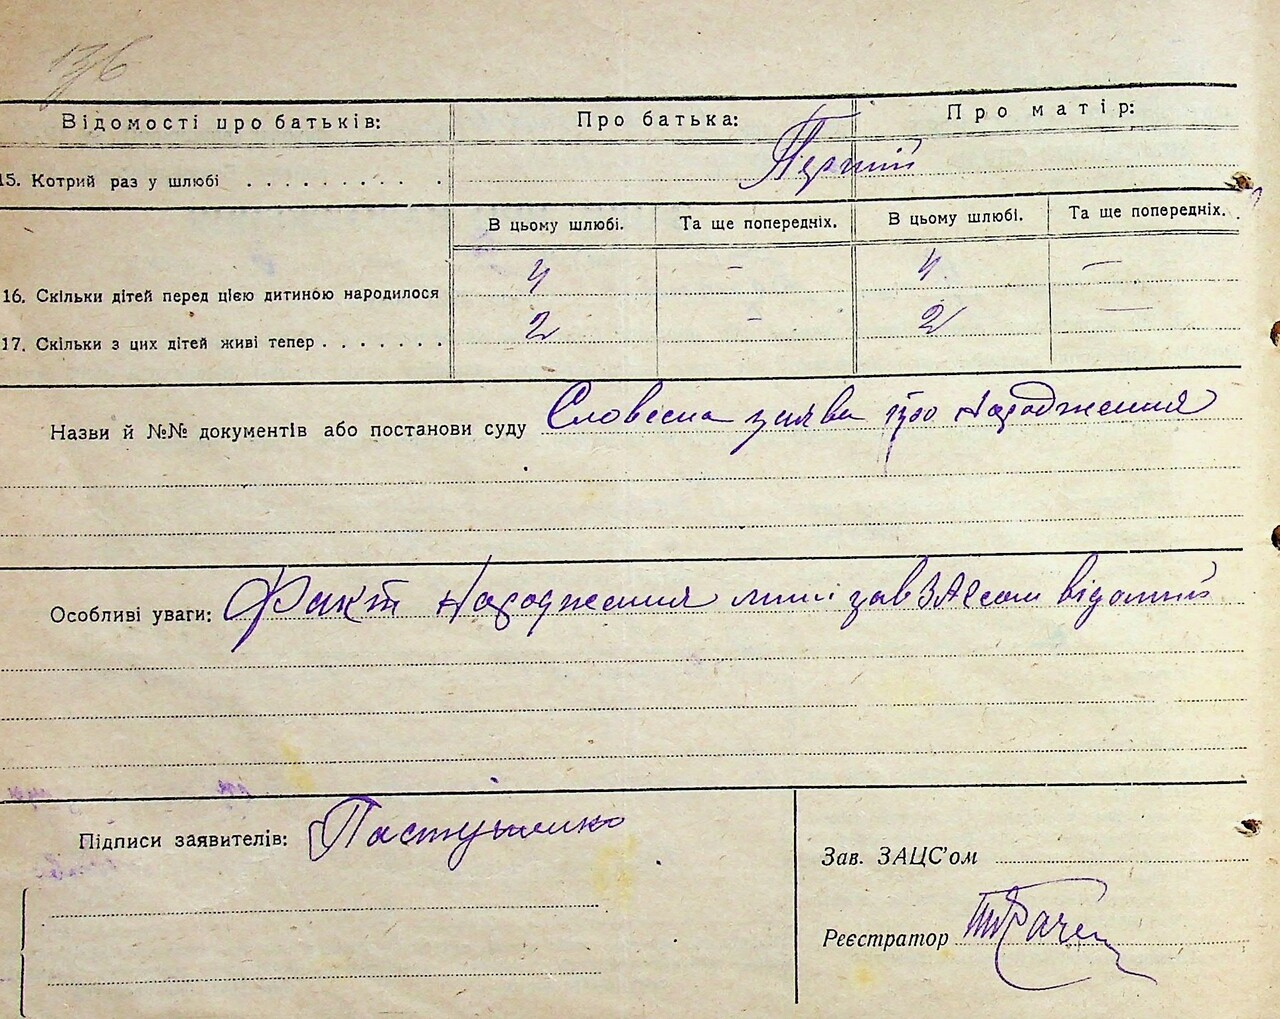 136
Відомості про батьків: Про батька: Про матір:
15. Котрий раз у шлюбі . . . . . . . . . . Перший
В цьому шлюбі. Та ще попередніх. В цьому шлюбі. Та ще попередніх.
16. Скільки дітей перед цією дитиною народилося 4 – 4 —
17. Скільки з цих дітей живі тепер . . . . . . . 2 – 2 —
Назви й №№ документів або постанови суду Словесна заява про народження
Особливі уваги: Факт народження мині завЗАГсом відомий
Підписи заявителів: Пастушенко
Зав. ЗАЦС'ом
Реєстратор